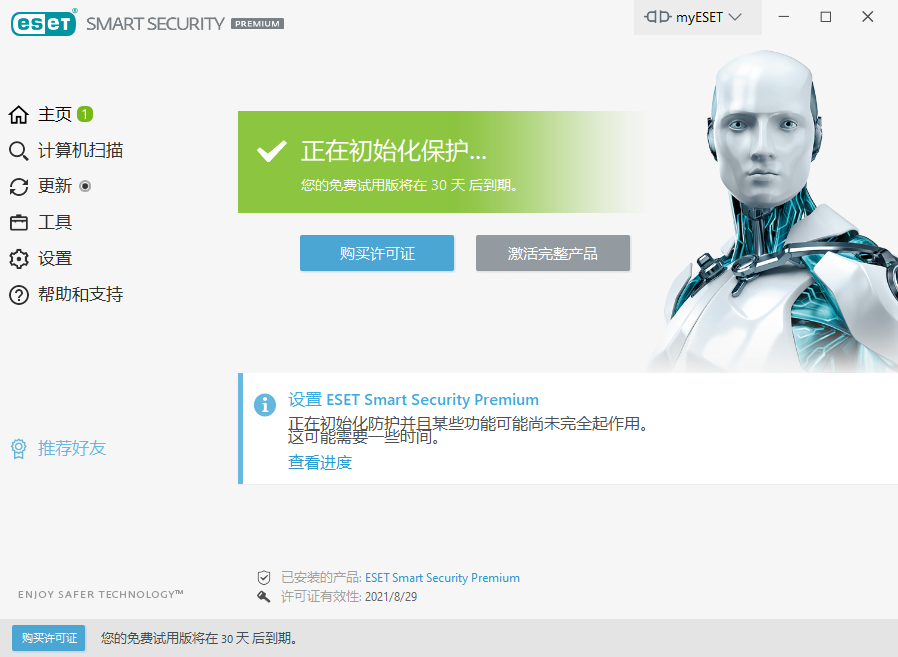 eset® SMART SECURITY PREMIUM
myESET
主页 1
计算机扫描
更新
工具
设置
帮助和支持
推荐好友
正在初始化保护...
您的免费试用版将在 30 天 后到期。
购买许可证
激活完整产品
设置 ESET Smart Security Premium
正在初始化防护并且某些功能可能尚未完全起作用。
这可能需要一些时间。
查看进度
已安装的产品: ESET Smart Security Premium
许可证有效性: 2021/8/29
ENJOY SAFER TECHNOLOGY™
购买许可证 您的免费试用版将在 30 天 后到期。